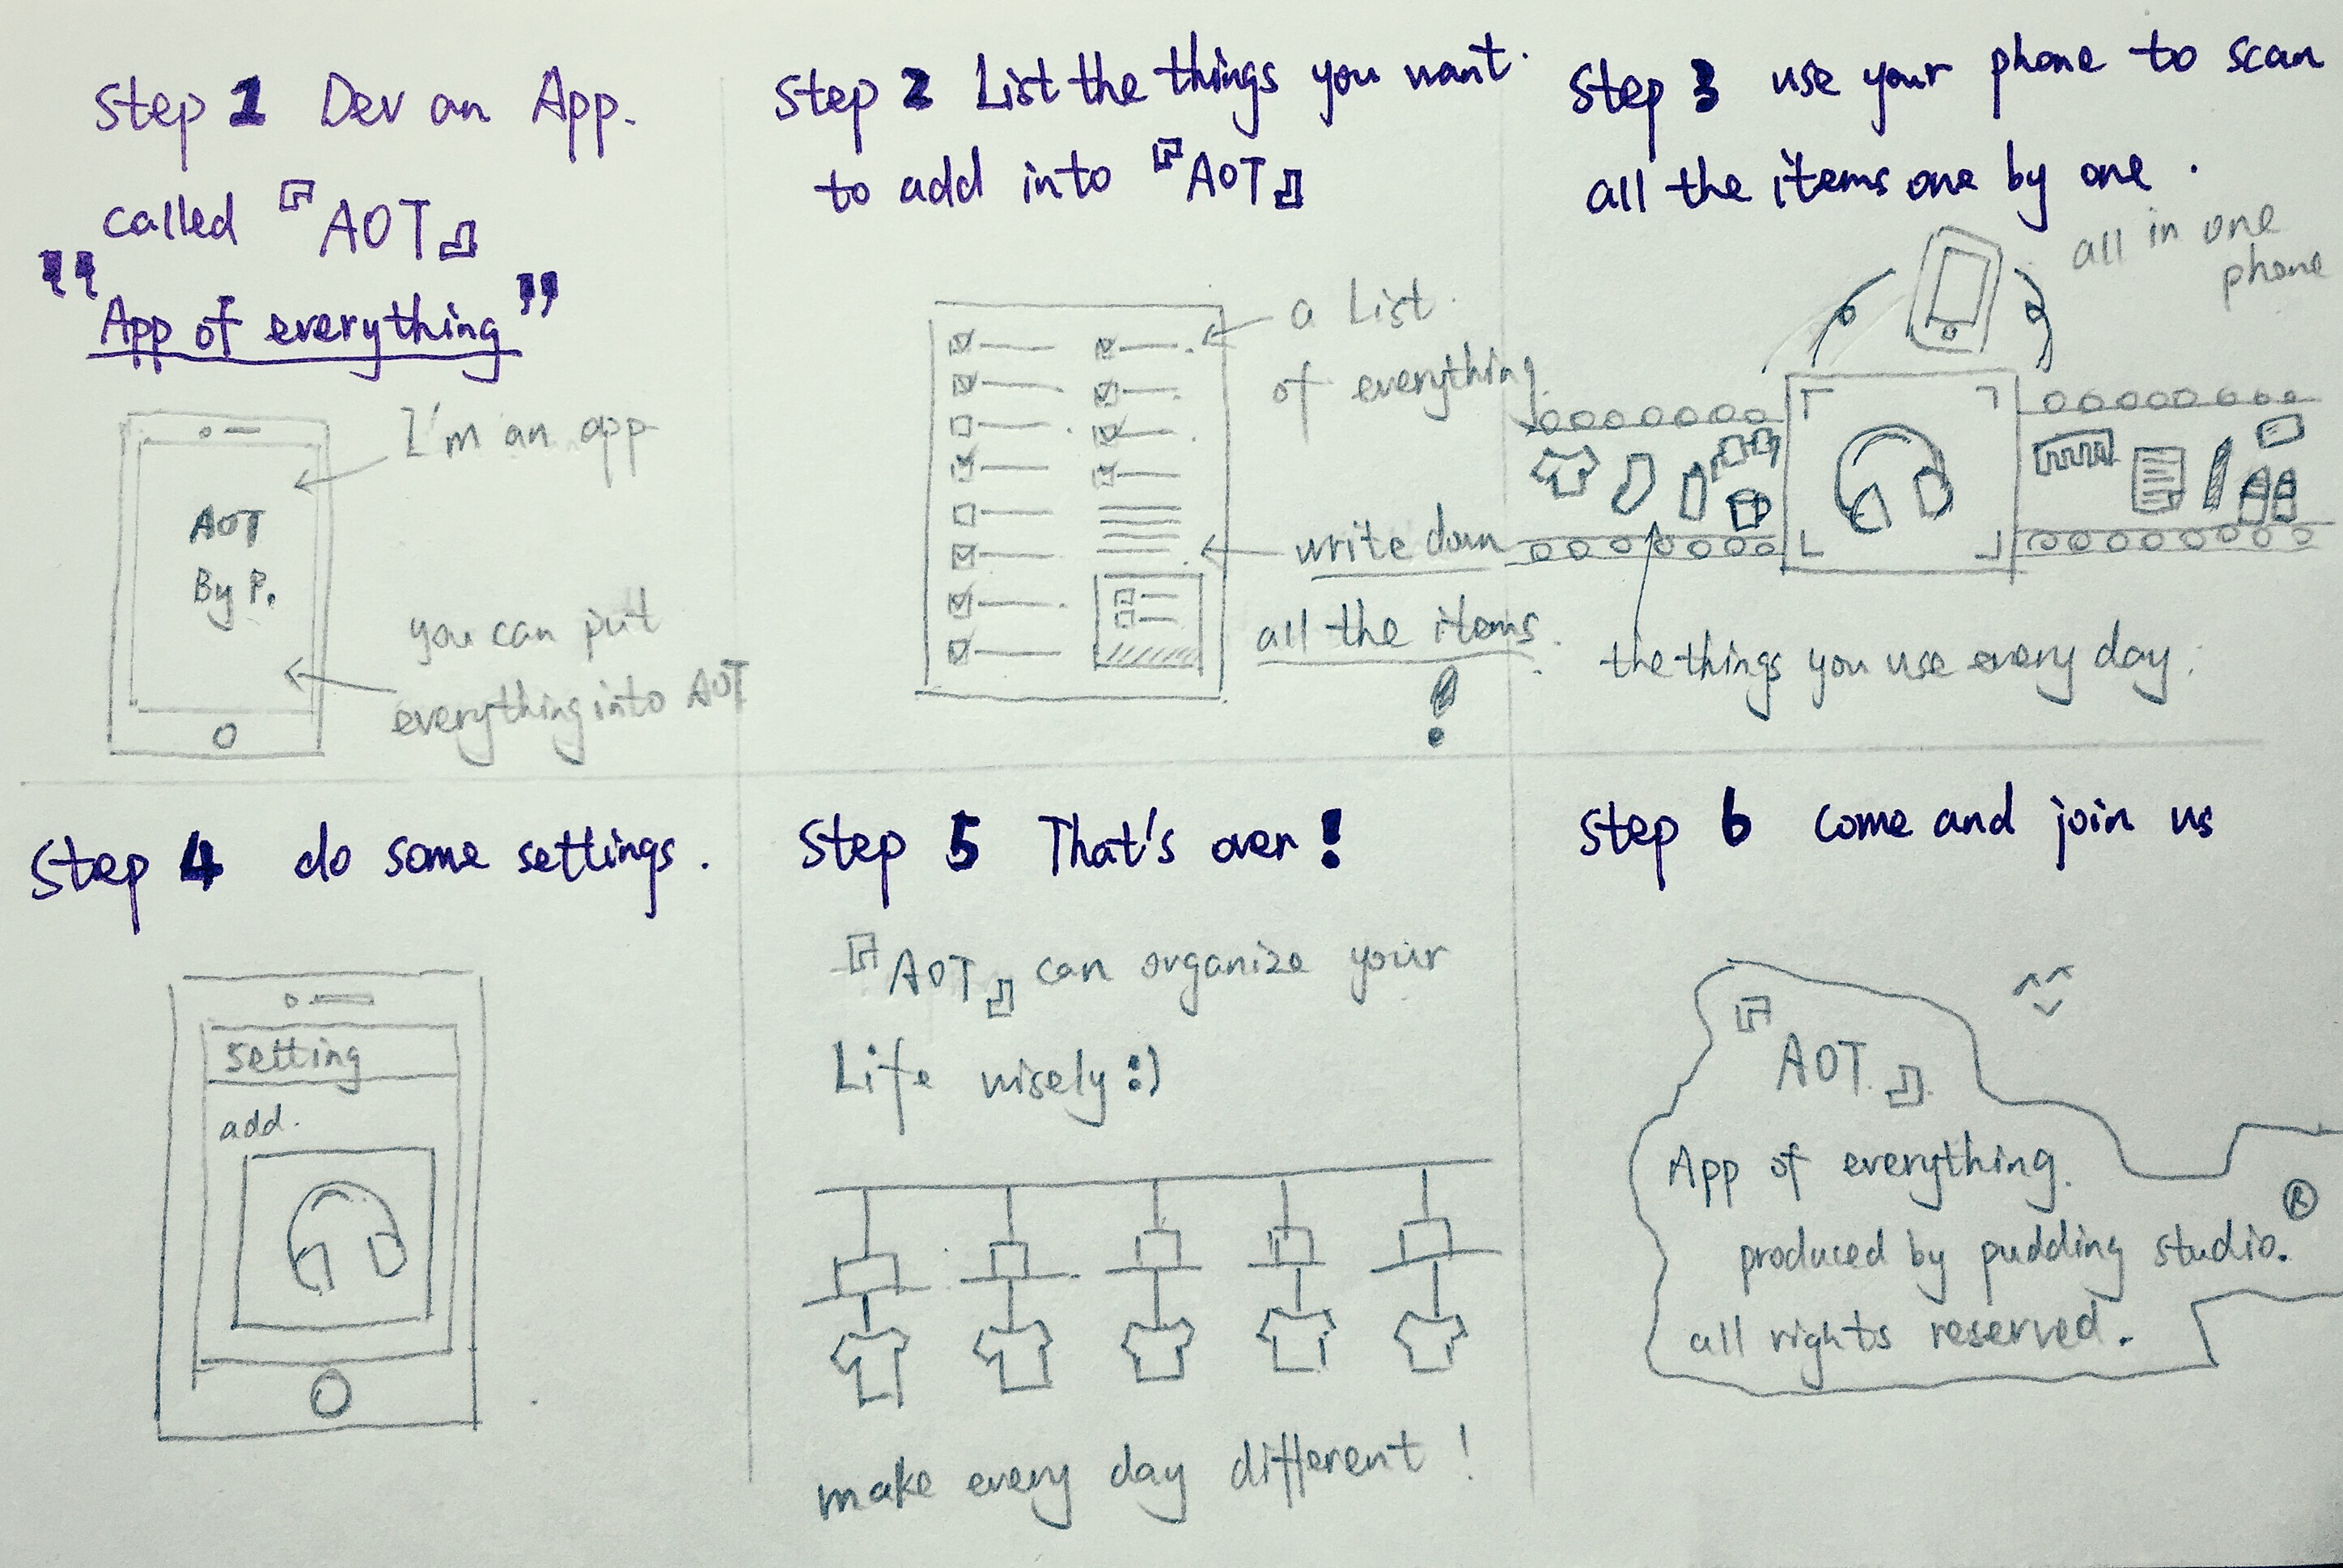 Step 1 Dev an App.
called 『AOT』
"App of everything"
I'm an app
AOT
By P.
you can put
everything into AOT
Step 2 List the things you want
to add into 『AOT』
a List
of everything
write down
all the items.
!
Step 3 use your phone to scan
all the items one by one.
all in one
phone
the things you use every day.
Step 4 do some settings.
setting
add.
Step 5 That's over!
『AOT』 can organize your
Life wisely :)
make every day different!
Step 6 come and join us
『AOT』
App of everything.
produced by pudding studio.®
all rights reserved.